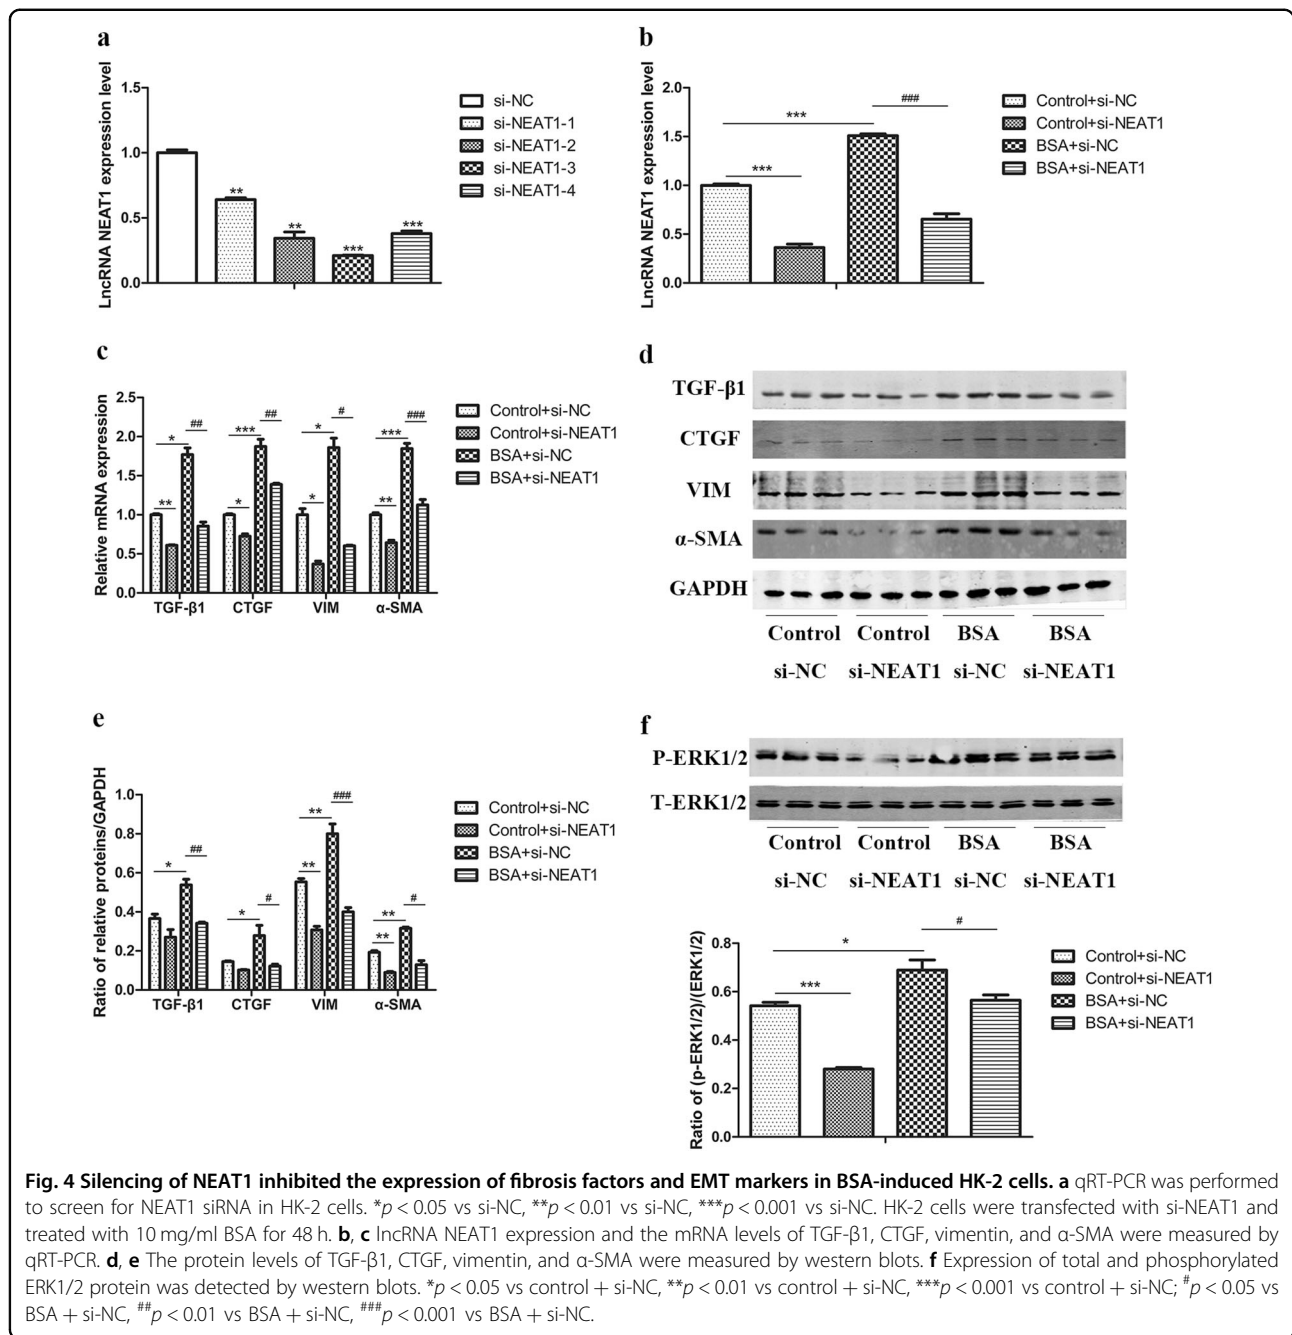 a
LncRNA NEAT1 expression level
1.5
1.0
0.5
0.0
**
**
***
***
si-NC
si-NEAT1-1
si-NEAT1-2
si-NEAT1-3
si-NEAT1-4
b
LncRNA NEAT1 expression level
2.0
1.5
1.0
0.5
0.0
***
***
###
Control+si-NC
Control+si-NEAT1
BSA+si-NC
BSA+si-NEAT1
c
Relative mRNA expression
2.5
2.0
1.5
1.0
0.5
0.0
** * ##
* *** ##
* * #
** *** ###
TGF-β1 CTGF VIM α-SMA
Control+si-NC
Control+si-NEAT1
BSA+si-NC
BSA+si-NEAT1
d
TGF-β1
CTGF
VIM
α-SMA
GAPDH
Control Control BSA BSA
si-NC si-NEAT1 si-NC si-NEAT1
e
Ratio of relative proteins/GAPDH
1.0
0.8
0.6
0.4
0.2
0.0
* ##
* #
** ** ###
** ** #
TGF-β1 CTGF VIM α-SMA
Control+si-NC
Control+si-NEAT1
BSA+si-NC
BSA+si-NEAT1
f
P-ERK1/2
T-ERK1/2
Control Control BSA BSA
si-NC si-NEAT1 si-NC si-NEAT1
Ratio of (p-ERK1/2)/(ERK1/2)
0.8
0.6
0.4
0.2
0.0
***
*
#
Control+si-NC
Control+si-NEAT1
BSA+si-NC
BSA+si-NEAT1
Fig. 4 Silencing of NEAT1 inhibited the expression of fibrosis factors and EMT markers in BSA-induced HK-2 cells. a qRT-PCR was performed
to screen for NEAT1 siRNA in HK-2 cells. *p < 0.05 vs si-NC, **p < 0.01 vs si-NC, ***p < 0.001 vs si-NC. HK-2 cells were transfected with si-NEAT1 and
treated with 10 mg/ml BSA for 48 h. b, c lncRNA NEAT1 expression and the mRNA levels of TGF-β1, CTGF, vimentin, and α-SMA were measured by
qRT-PCR. d, e The protein levels of TGF-β1, CTGF, vimentin, and α-SMA were measured by western blots. f Expression of total and phosphorylated
ERK1/2 protein was detected by western blots. *p < 0.05 vs control + si-NC, **p < 0.01 vs control + si-NC, ***p < 0.001 vs control + si-NC; #p < 0.05 vs
BSA + si-NC, ##p < 0.01 vs BSA + si-NC, ###p < 0.001 vs BSA + si-NC.